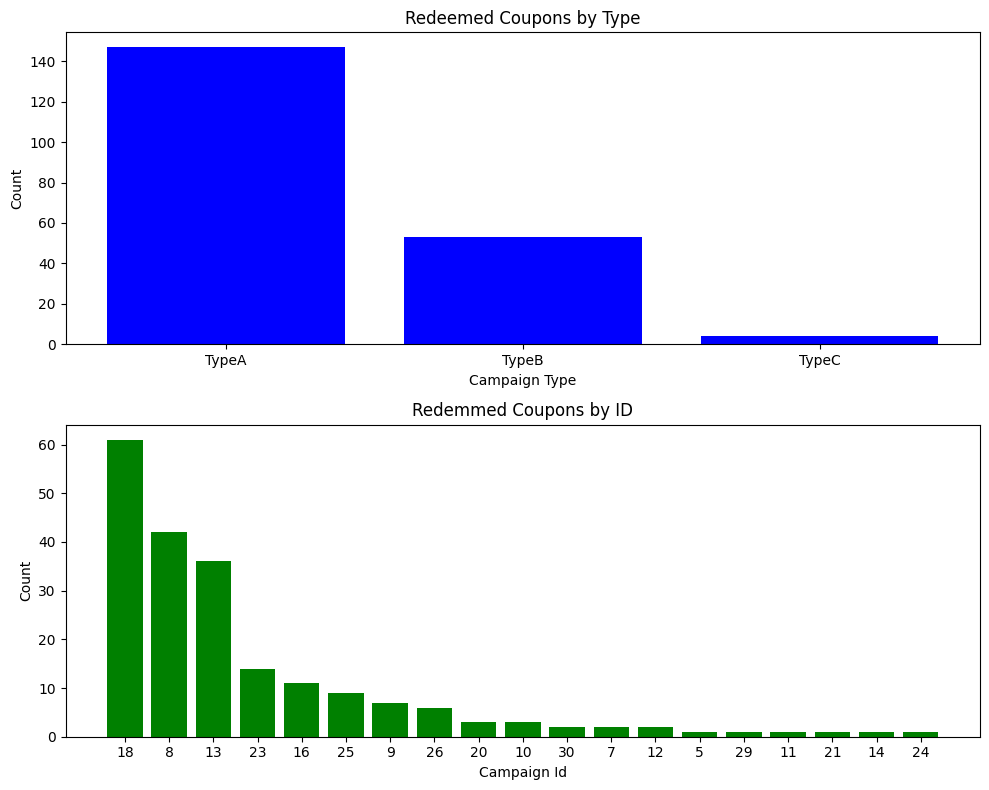 Redeemed Coupons by Type
140
120
100
80
60
40
20
0
Count
TypeA TypeB TypeC
Campaign Type
Redemmed Coupons by ID
60
50
40
30
20
10
0
Count
18 8 13 23 16 25 9 26 20 10 30 7 12 5 29 11 21 14 24
Campaign Id